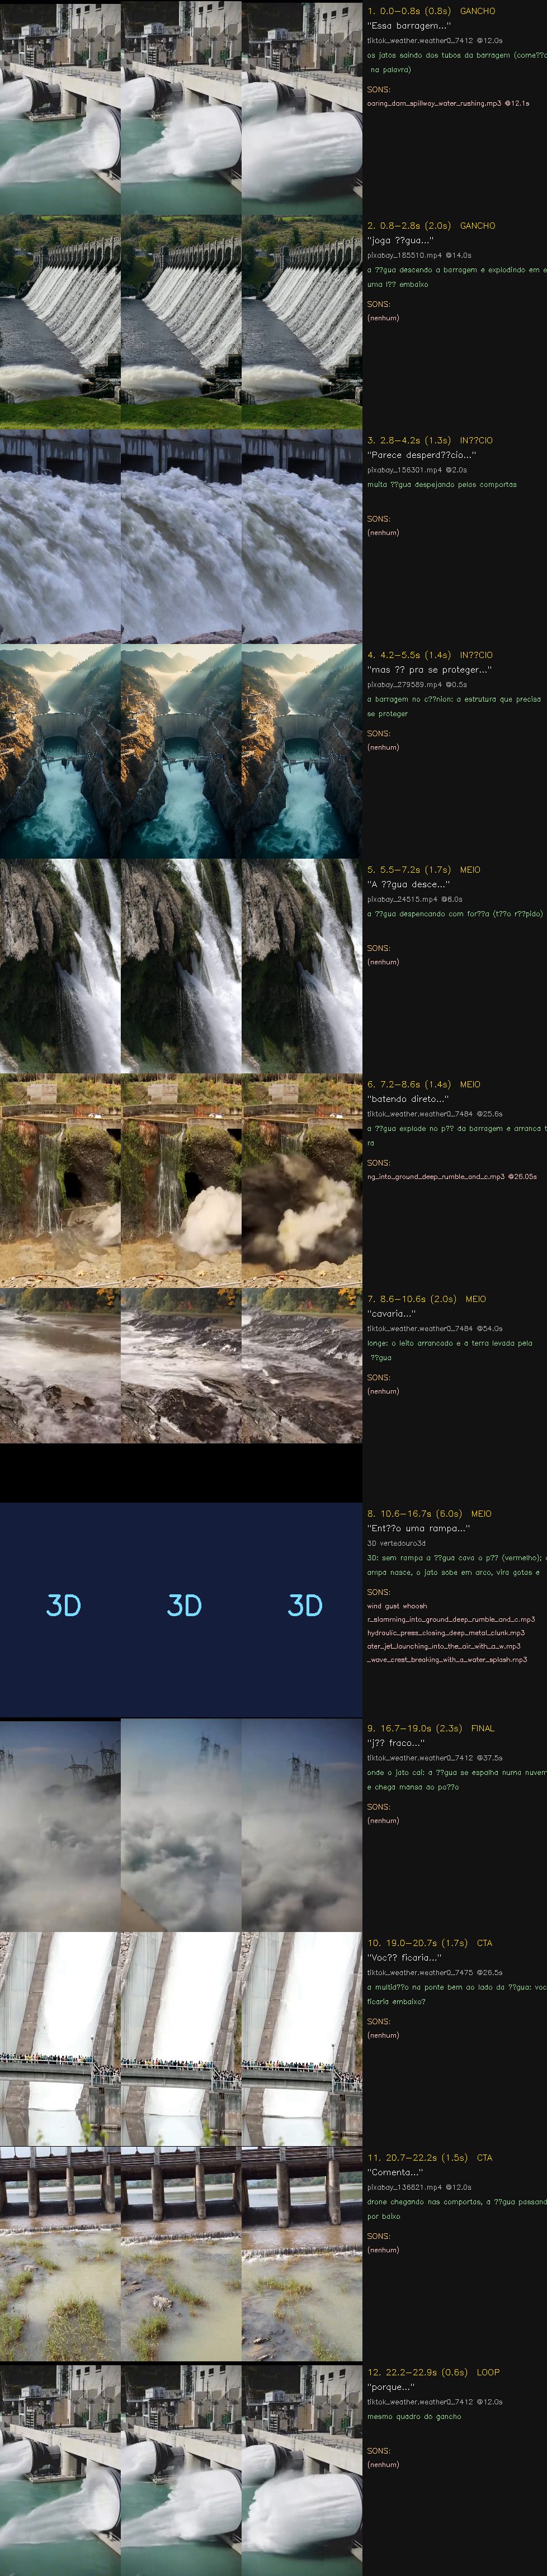 1. 0.0-0.8s (0.8s) GANCHO
"Essa barragem..."
tiktok_weather.weather0_7412 @12.0s
os jatos saindo dos tubos da barragem (come??c
na palavra)
SONS:
oaring_dam_spillway_water_rushing.mp3 @12.1s
2. 0.8-2.8s (2.0s) GANCHO
"joga ??gua..."
pixabay_185510.mp4 @14.0s
a ??gua descendo a barragem e explodindo em e
uma l?? embaixo
SONS:
(nenhum)
3. 2.8-4.2s (1.3s) IN??CIO
"Parece desperd??cio..."
pixabay_156301.mp4 @2.0s
muita ??gua despejando pelas comportas
SONS:
(nenhum)
4. 4.2-5.5s (1.4s) IN??CIO
"mas ?? pra se proteger..."
pixabay_279589.mp4 @0.5s
a barragem no c??nion: a estrutura que precisa
se proteger
SONS:
(nenhum)
5. 5.5-7.2s (1.7s) MEIO
"A ??gua desce..."
pixabay_24515.mp4 @6.0s
a ??gua despencando com for??a (t??o r??pido)
SONS:
(nenhum)
6. 7.2-8.6s (1.4s) MEIO
"batendo direto..."
tiktok_weather.weather0_7484 @25.6s
a ??gua explode no p?? da barragem e arranca t
ra
SONS:
ng_into_ground_deep_rumble_and_c.mp3 @26.05s
7. 8.6-10.6s (2.0s) MEIO
"cavaria..."
tiktok_weather.weather0_7484 @54.0s
longe: o leito arrancado e a terra levada pela
??gua
SONS:
(nenhum)
3D 3D 3D
8. 10.6-16.7s (6.0s) MEIO
"Ent??o uma rampa..."
3D vertedouro3d
3D: sem rampa a ??gua cava o p?? (vermelho);
ampa nasce, o jato sobe em arco, vira gotas e
SONS:
wind gust whoosh
r_slamming_into_ground_deep_rumble_and_c.mp3
hydraulic_press_closing_deep_metal_clunk.mp3
ater_jet_launching_into_the_air_with_a_w.mp3
_wave_crest_breaking_with_a_water_splash.mp3
9. 16.7-19.0s (2.3s) FINAL
"j?? fraco..."
tiktok_weather.weather0_7412 @37.5s
onde o jato cai: a ??gua se espalha numa nuvem
e chega mansa ao po??o
SONS:
(nenhum)
10. 19.0-20.7s (1.7s) CTA
"Voc?? ficaria..."
tiktok_weather.weather0_7475 @26.5s
a multid??o na ponte bem ao lado da ??gua: voc
ficaria embaixo?
SONS:
(nenhum)
11. 20.7-22.2s (1.5s) CTA
"Comenta..."
pixabay_136821.mp4 @12.0s
drone chegando nas comportas, a ??gua passand
por baixo
SONS:
(nenhum)
12. 22.2-22.9s (0.6s) LOOP
"porque..."
tiktok_weather.weather0_7412 @12.0s
mesmo quadro do gancho
SONS:
(nenhum)